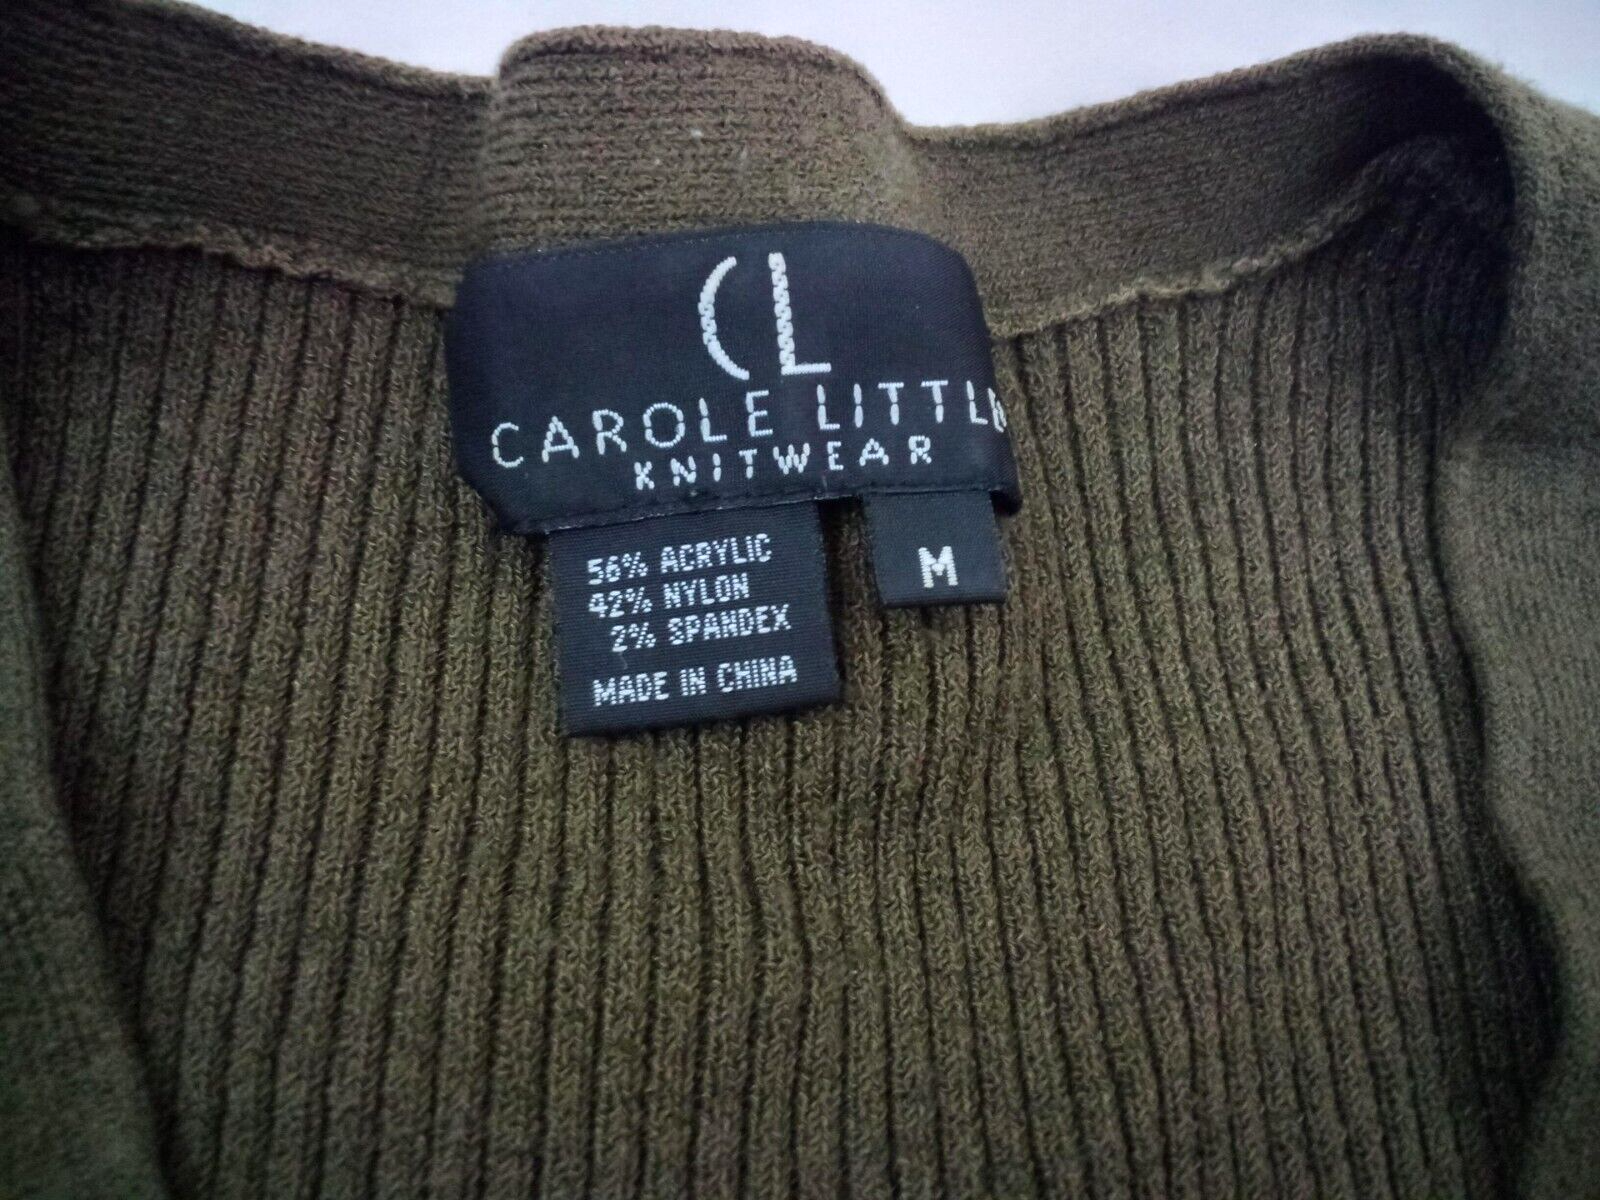 CL
CAROLE LITTLE
KNITWEAR
56% ACRYLIC
42% NYLON
2% SPANDEX
MADE IN CHINA
M